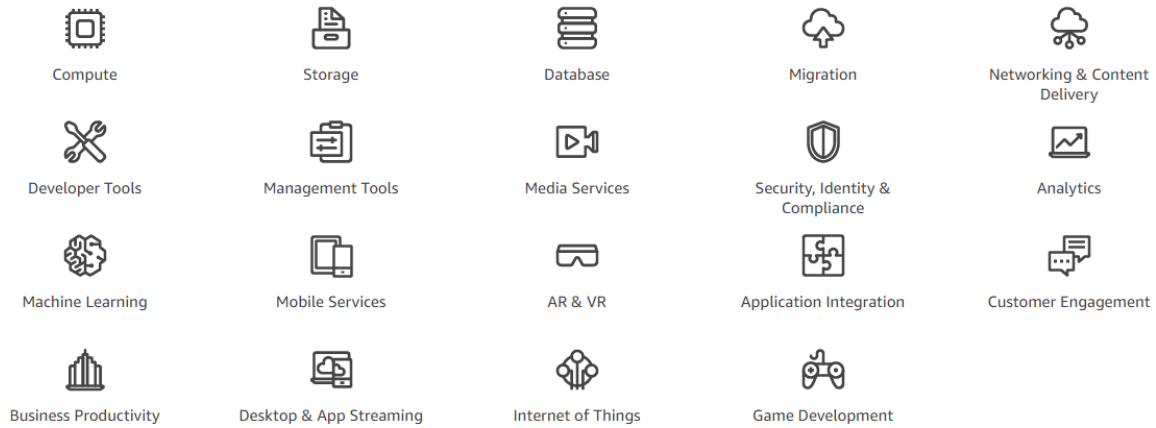 Compute
Storage
Database
Migration
Networking & Content
Delivery
Developer Tools
Management Tools
Media Services
Security, Identity &
Compliance
Analytics
Machine Learning
Mobile Services
AR & VR
Application Integration
Customer Engagement
Business Productivity
Desktop & App Streaming
Internet of Things
Game Development